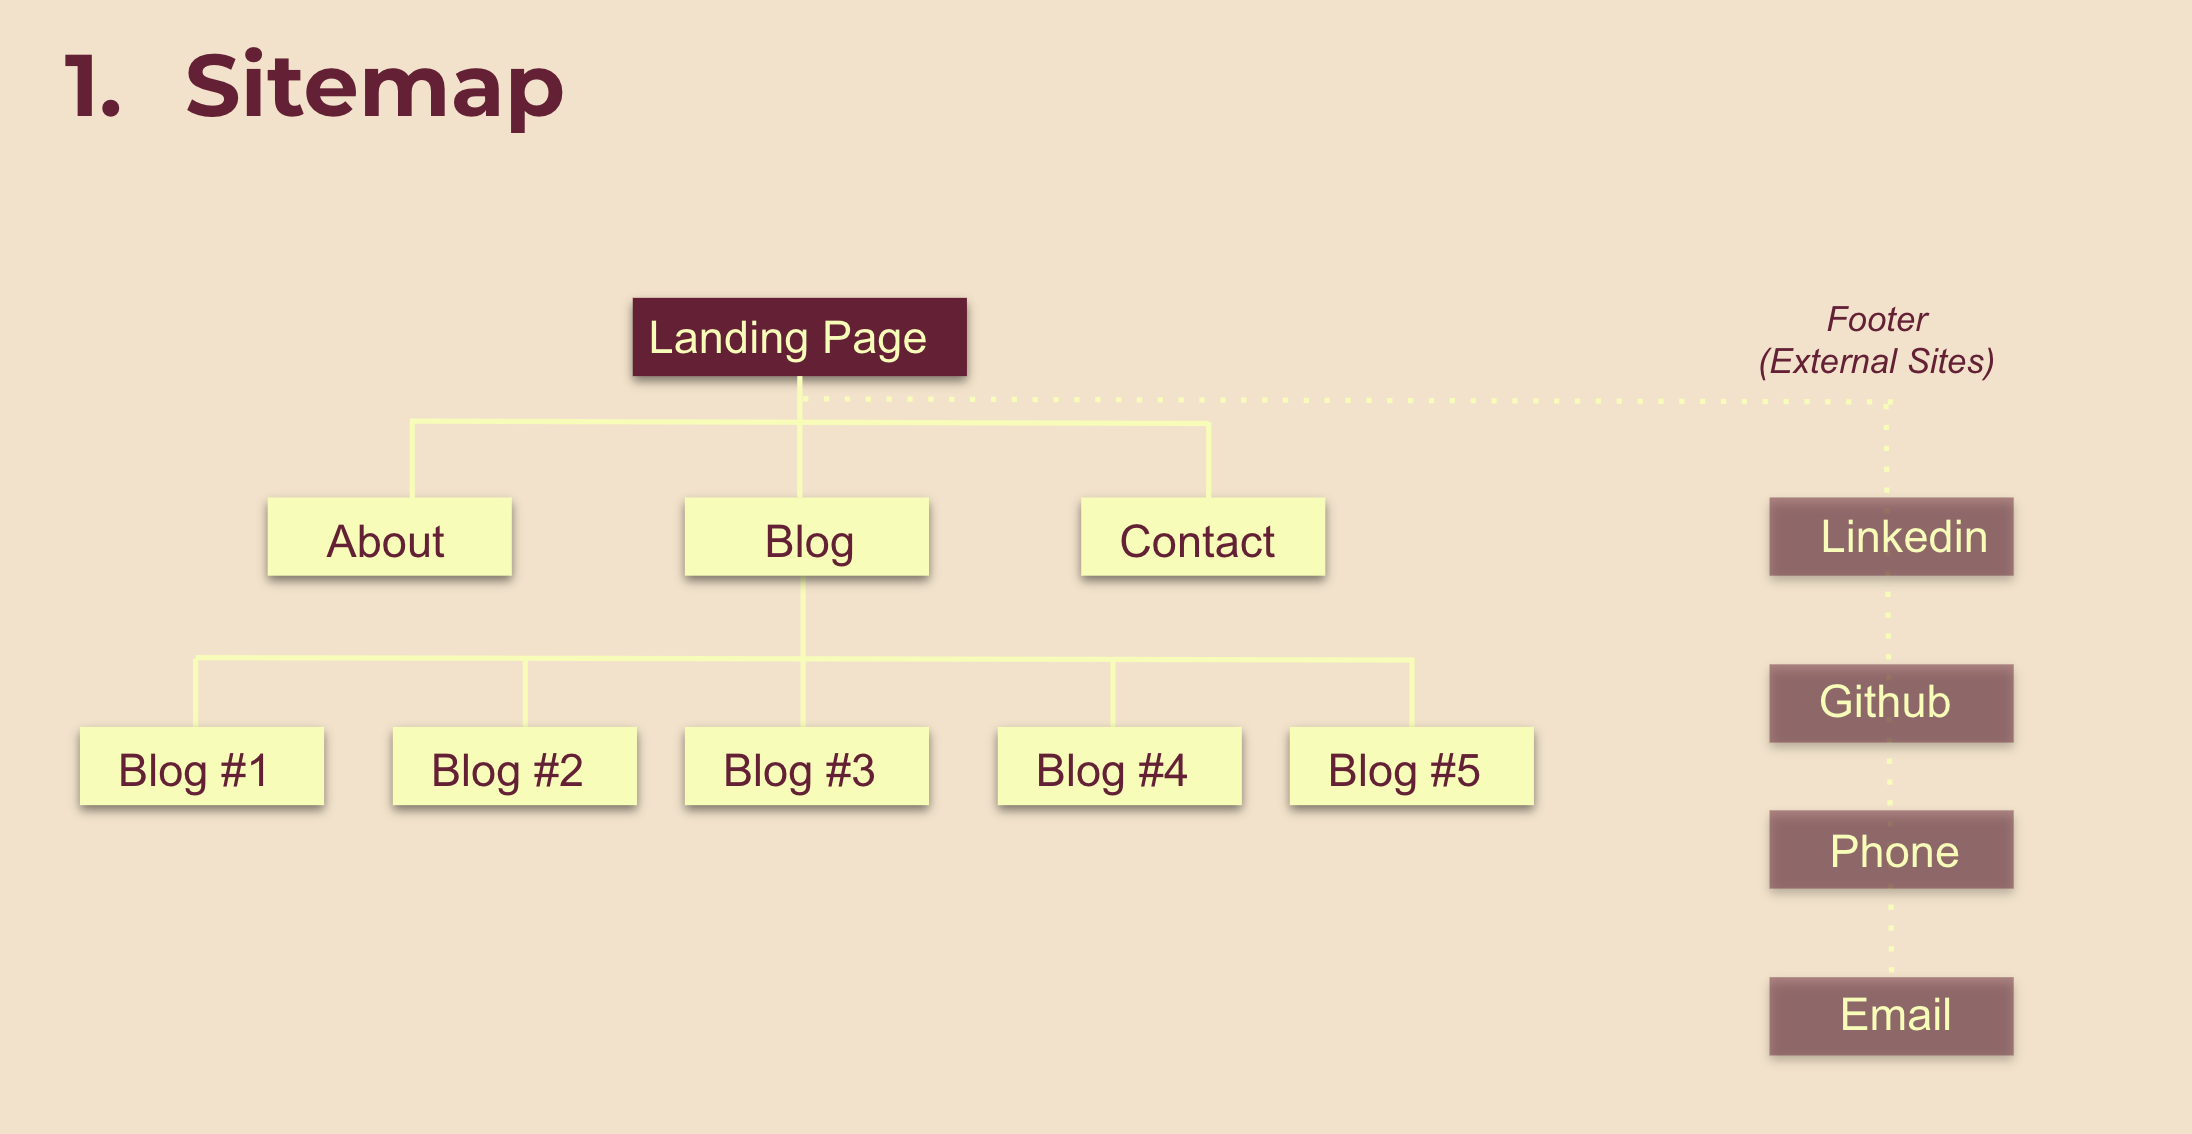 1. Sitemap
Landing Page
Footer
(External Sites)
About
Blog
Contact
Linkedin
Github
Blog #1
Blog #2
Blog #3
Blog #4
Blog #5
Phone
Email